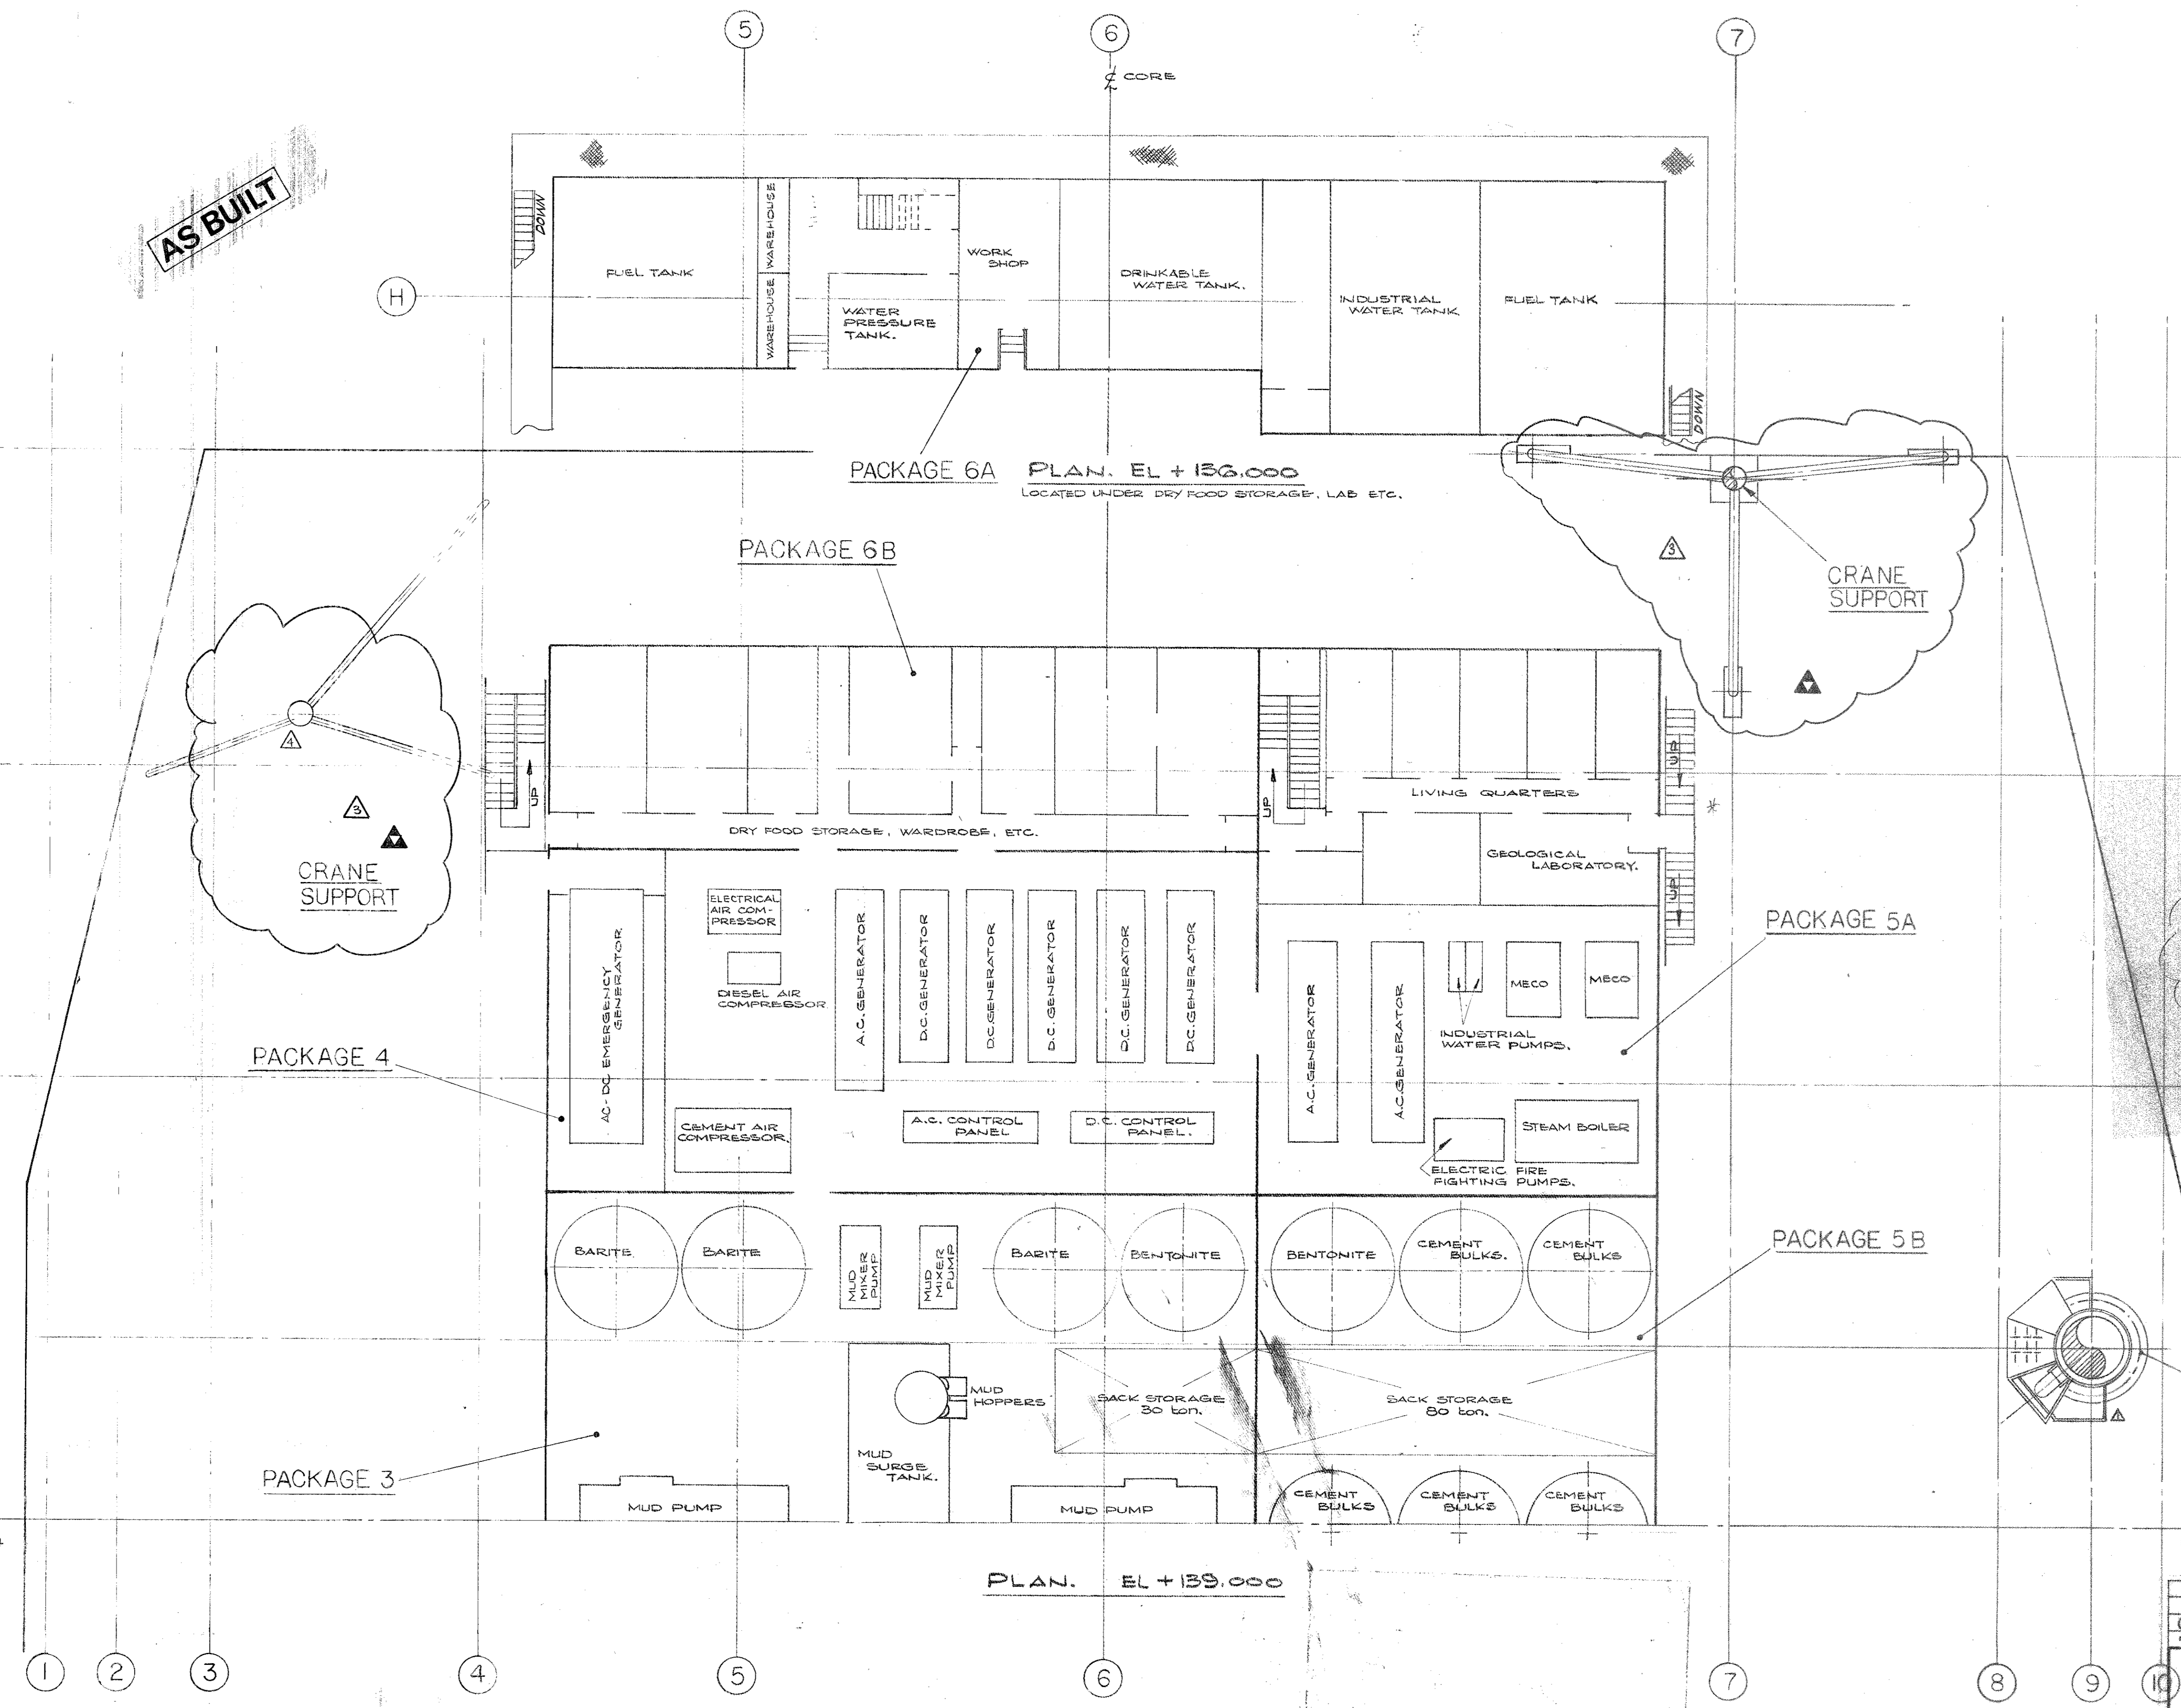 5
6
7
℄ CORE
AS BUILT
DOWN
FUEL TANK
WAREHOUSE
WAREHOUSE
WATER
PRESSURE
TANK.
WORK
SHOP
DRINKABLE
WATER TANK.
INDUSTRIAL
WATER TANK
FUEL TANK
DOWN
H
PACKAGE 6A
PLAN. EL + 136.000
LOCATED UNDER DRY FOOD STORAGE, LAB ETC.
PACKAGE 6B
3
CRANE
SUPPORT
4
3
CRANE
SUPPORT
UP
UP
UP
LIVING QUARTERS
DRY FOOD STORAGE, WARDROBE, ETC.
GEOLOGICAL
LABORATORY.
UP
PACKAGE 5A
ELECTRICAL
AIR COM-
PRESSOR
DIESEL AIR
COMPRESSOR
AC-DC EMERGENCY
GENERATOR
A.C. GENERATOR
D.C. GENERATOR
D.C. GENERATOR
D.C. GENERATOR
D.C. GENERATOR
D.C. GENERATOR
A.C. GENERATOR
A.C. GENERATOR
MECO
MECO
INDUSTRIAL
WATER PUMPS.
PACKAGE 4
CEMENT AIR
COMPRESSOR.
A.C. CONTROL
PANEL
D.C. CONTROL
PANEL.
STEAM BOILER
ELECTRIC FIRE
FIGHTING PUMPS.
BARITE
BARITE
MUD
MIXER
PUMP
MUD
MIXER
PUMP
BARITE
BENTONITE
BENTONITE
CEMENT
BULKS.
CEMENT
BULKS
PACKAGE 5B
MUD
HOPPERS
SACK STORAGE
30 ton.
SACK STORAGE
80 ton.
MUD
SURGE
TANK.
PACKAGE 3
MUD PUMP
MUD PUMP
CEMENT
BULKS
CEMENT
BULKS
CEMENT
BULKS
PLAN. EL + 139.000
1
2
3
4
5
6
7
8
9
10